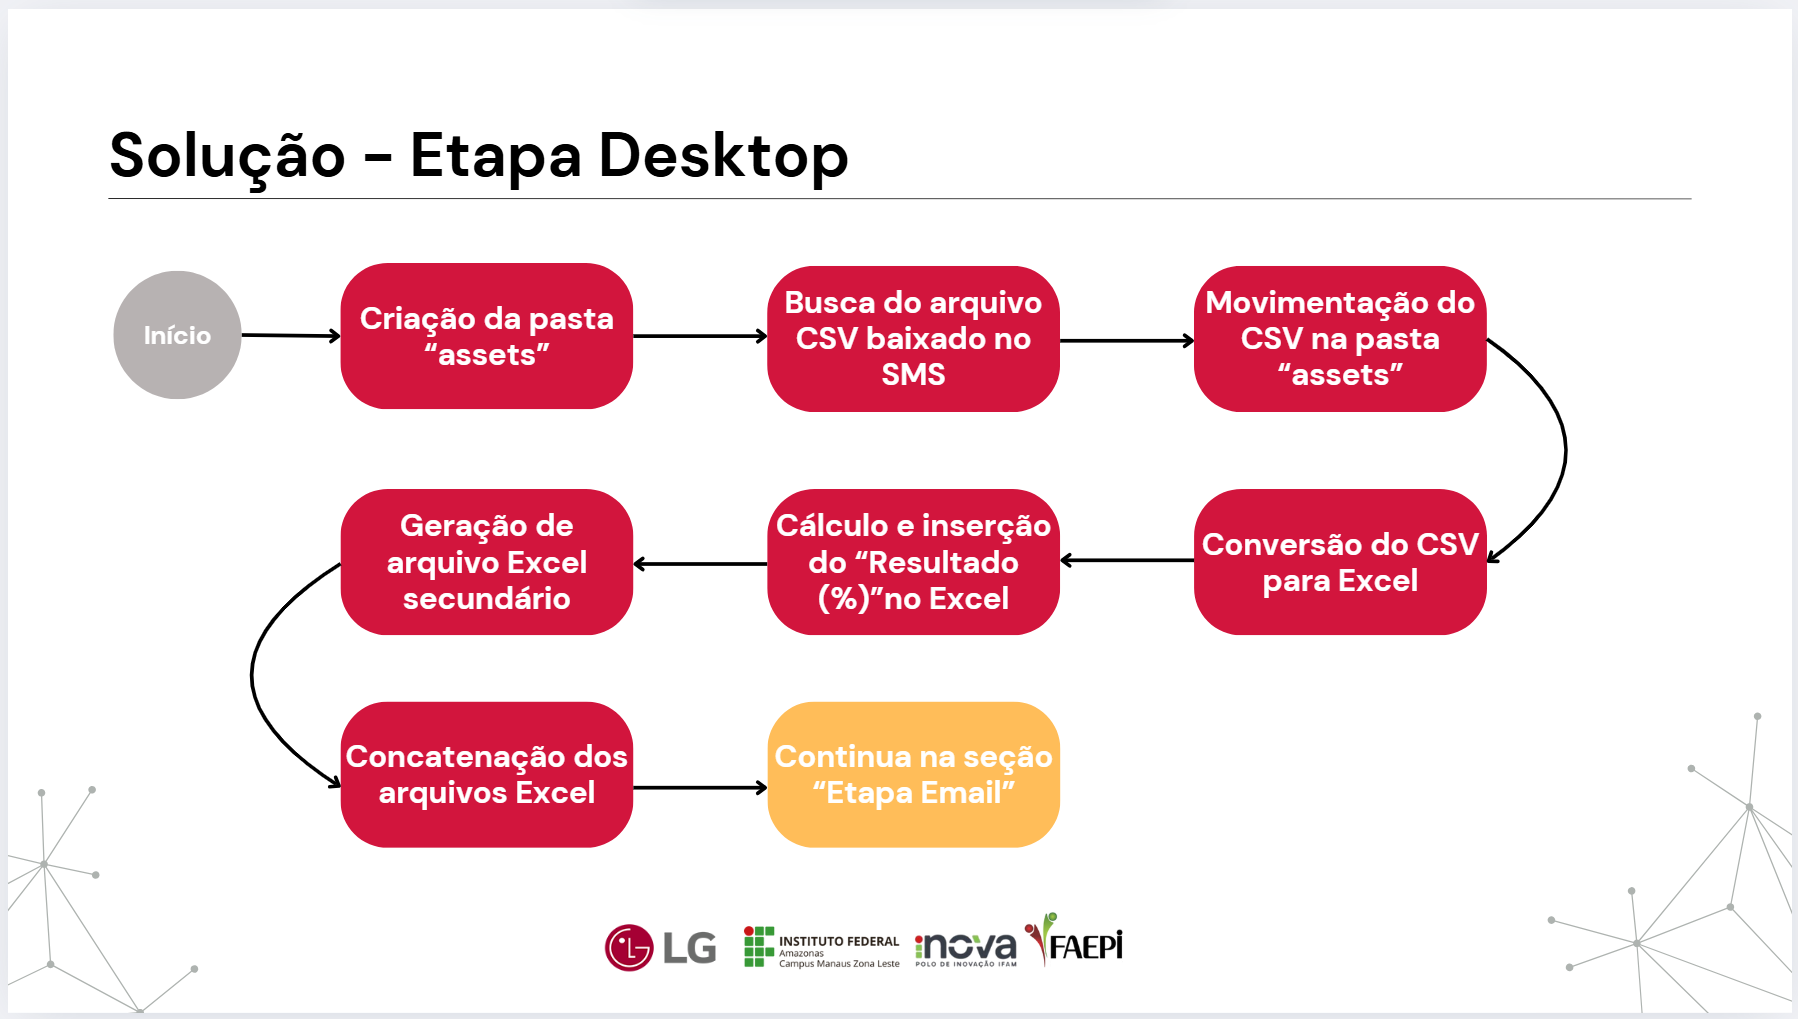 Solução - Etapa Desktop
Início
Criação da pasta
“assets”
Busca do arquivo
CSV baixado no
SMS
Movimentação do
CSV na pasta
“assets”
Conversão do CSV
para Excel
Cálculo e inserção
do “Resultado
(%)”no Excel
Geração de
arquivo Excel
secundário
Concatenação dos
arquivos Excel
Continua na seção
“Etapa Email”
LG
INSTITUTO FEDERAL
Amazonas
Campus Manaus Zona Leste
inova
POLO DE INOVAÇÃO IFAM
FAEPI